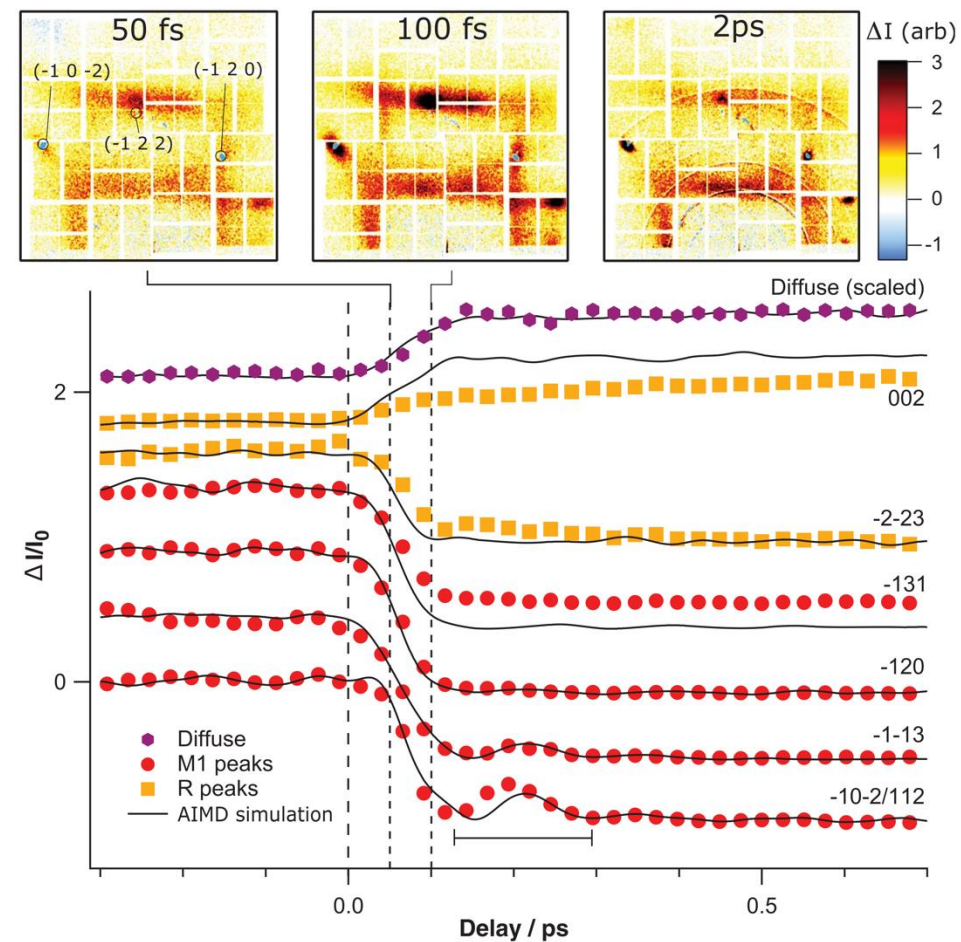 50 fs
100 fs
2ps
ΔI (arb)
(-1 0 -2)
(-1 2 0)
(-1 2 2)
3
2
1
0
-1
Diffuse (scaled)
2
002
-2-23
Δ I/I₀
-131
-120
0
-1-13
Diffuse
M1 peaks
R peaks
AIMD simulation
-10-2/112
0.0
0.5
Delay / ps